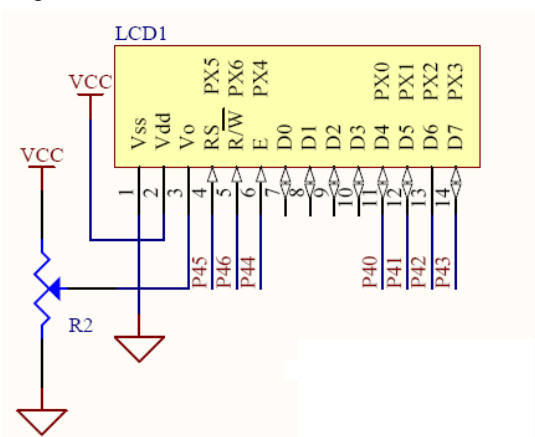 LCD1
VCC
VCC
PX5 PX6 PX4 PX0 PX1 PX2 PX3
Vss Vdd Vo RS R/W E D0 D1 D2 D3 D4 D5 D6 D7
1 2 3 4 5 6 7 8 9 10 11 12 13 14
P45 P46 P44 P40 P41 P42 P43
R2